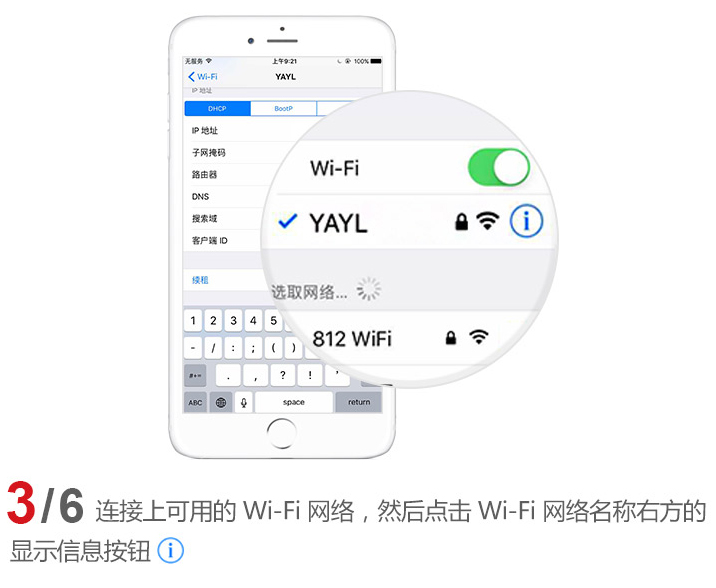 无服务 上午9:21 100%
Wi-Fi YAYL
IP 地址
DHCP BootP
IP 地址
子网掩码
路由器
DNS
搜索域
客户端 ID
续租
Wi-Fi
YAYL
选取网络...
812 WiFi
1 2 3 4 5
- / : ; ( )
#+= . , ? ! ’
ABC space return
3/6 连接上可用的 Wi-Fi 网络，然后点击 Wi-Fi 网络名称右方的
显示信息按钮 i